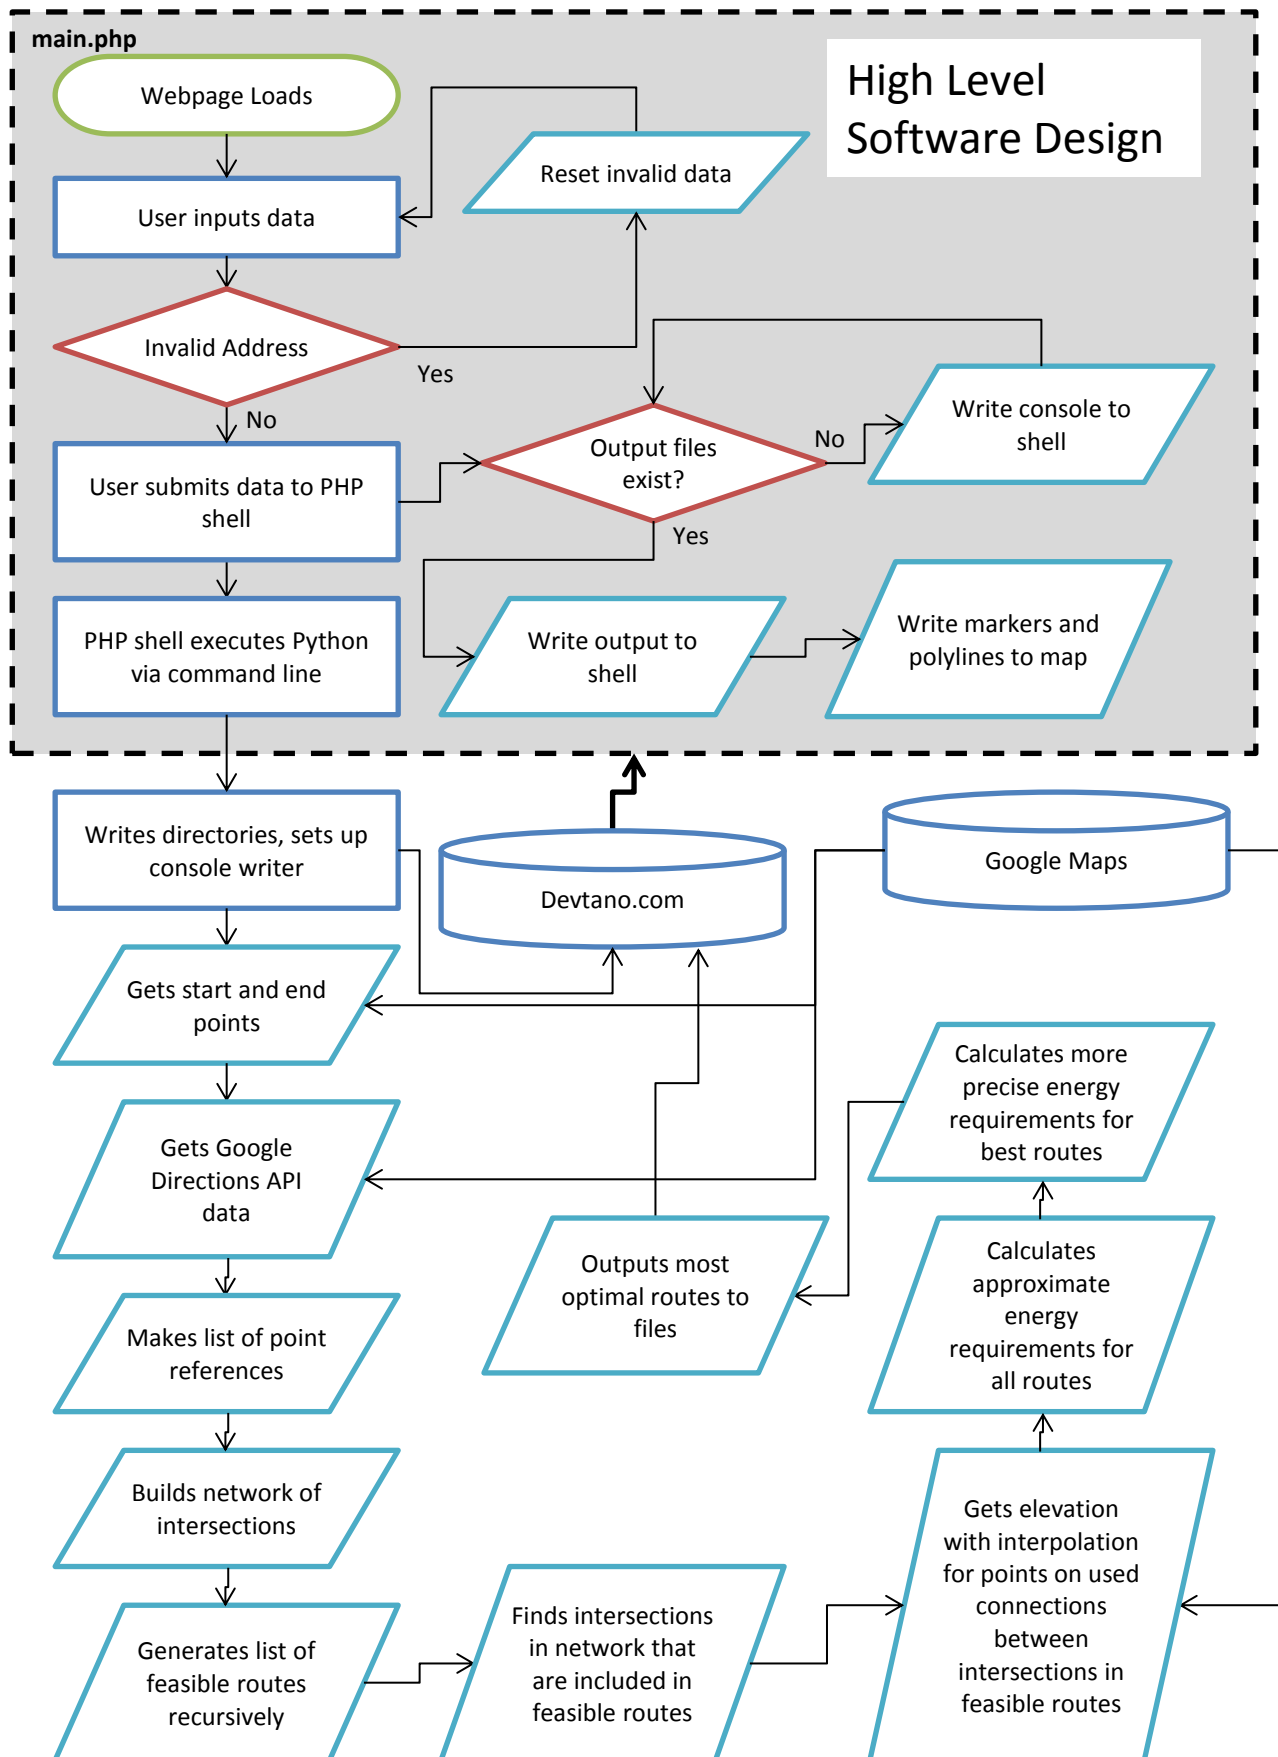 main.php
High Level
Software Design
Webpage Loads
Reset invalid data
User inputs data
Invalid Address
Yes
No
Write console to
shell
Output files
exist?
No
Yes
User submits data to PHP
shell
PHP shell executes Python
via command line
Write output to
shell
Write markers and
polylines to map
Writes directories, sets up
console writer
Devtano.com
Google Maps
Gets start and end
points
Gets Google
Directions API
data
Calculates more
precise energy
requirements for
best routes
Outputs most
optimal routes to
files
Calculates
approximate
energy
requirements for
all routes
Makes list of point
references
Builds network of
intersections
Generates list of
feasible routes
recursively
Finds intersections
in network that
are included in
feasible routes
Gets elevation
with interpolation
for points on used
connections
between
intersections in
feasible routes